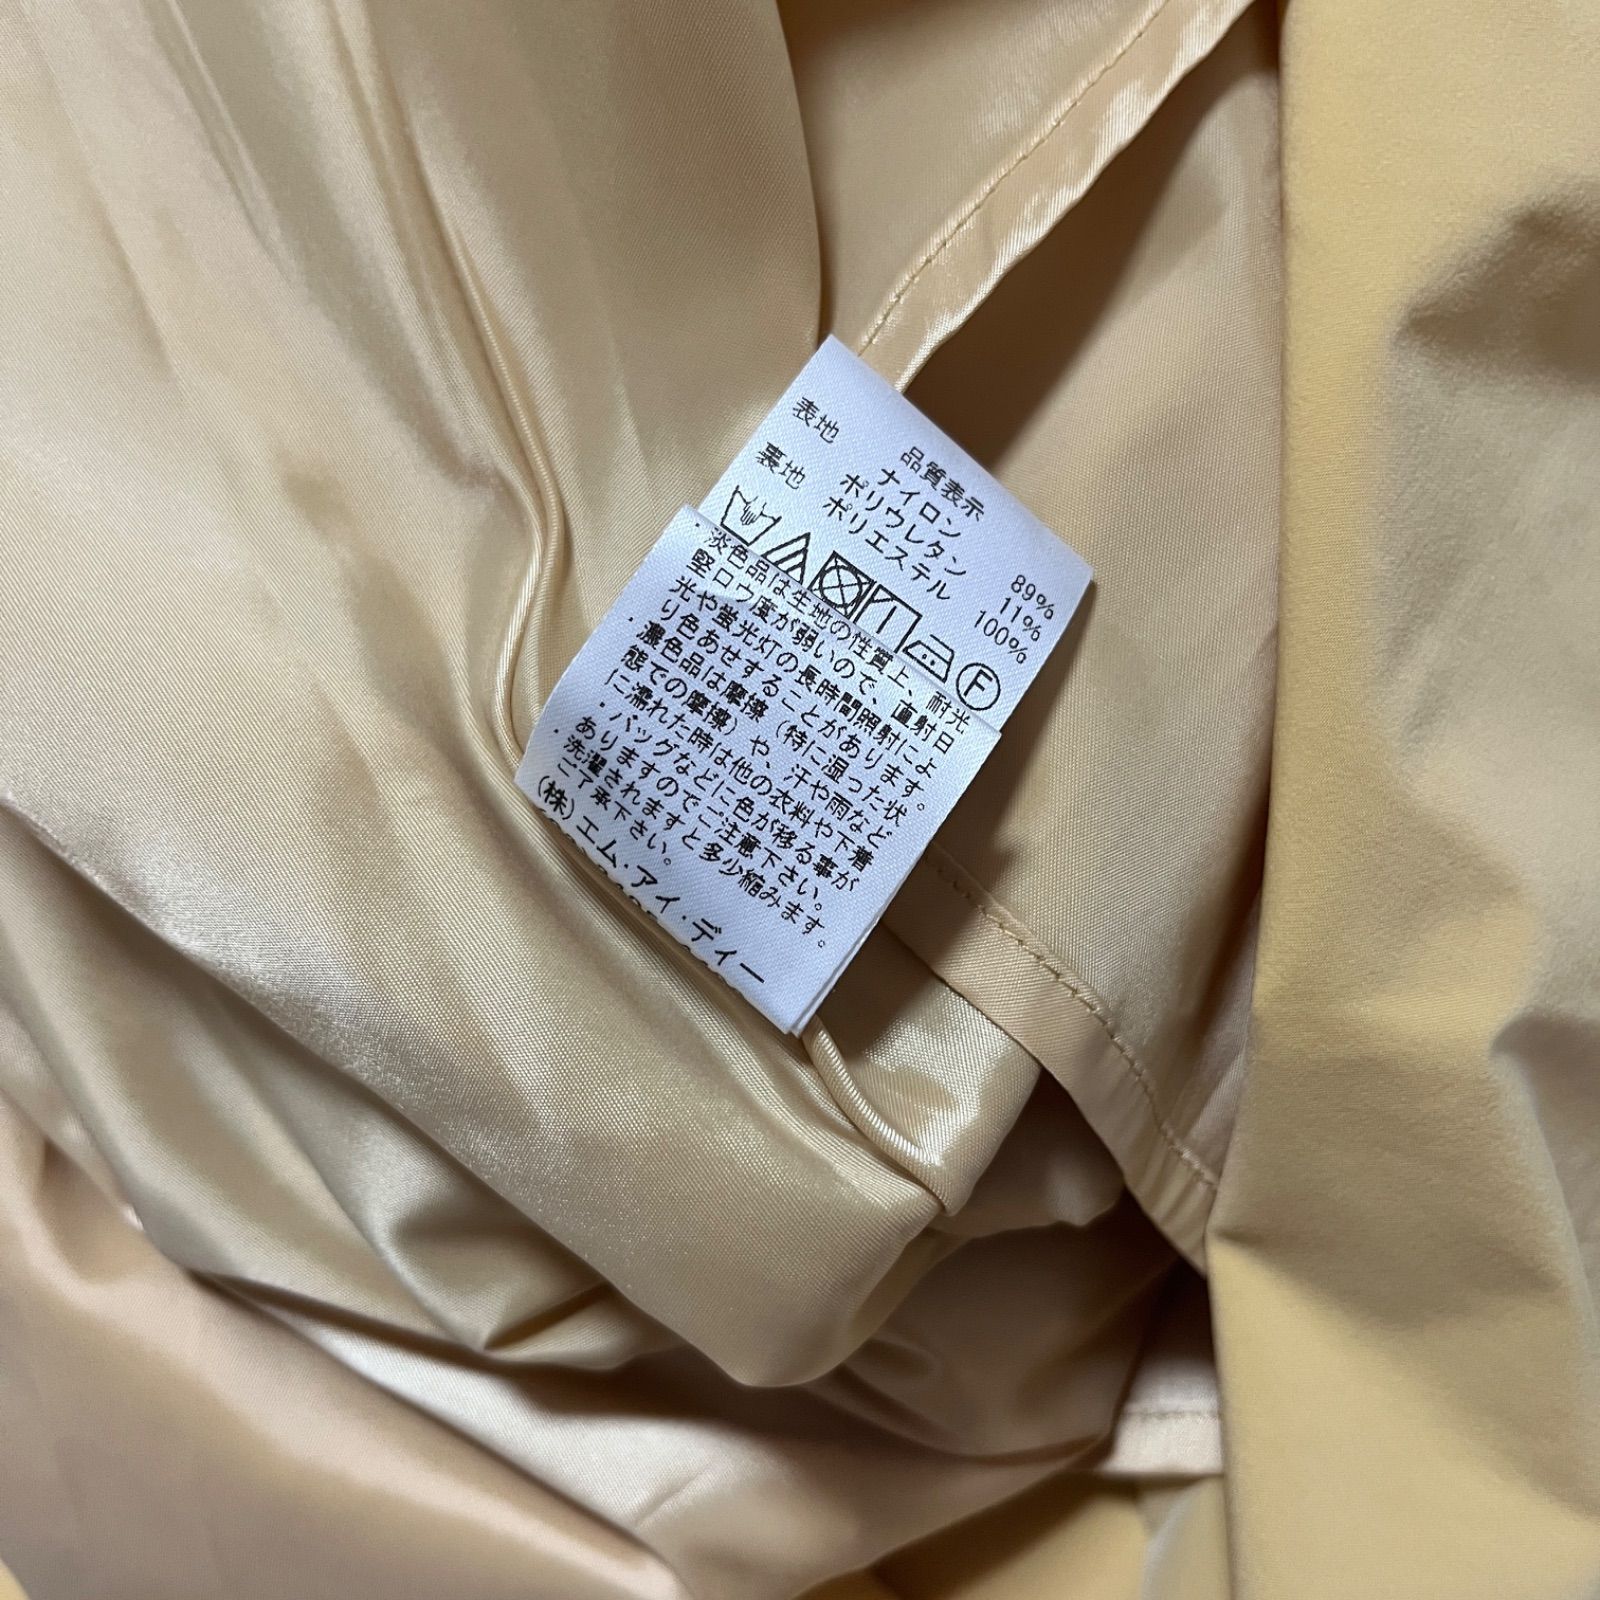 品質表示
表地 ナイロン 89%
ポリウレタン 11%
裏地 ポリエステル 100%
F
・淡色品は生地の性質上、耐光
堅ロウ度が弱いので、直射日
光や蛍光灯の長時間照射によ
り色あせすることがあります。
・濃色品は摩擦（特に湿った状
態での摩擦）や、汗や雨など
に濡れた時は他の衣料や下着
・バッグなどに色が移る事が
ありますのでご注意下さい。
・洗濯されますと多少縮みます。
ご了承下さい。
(株)エム・アイ・ディー